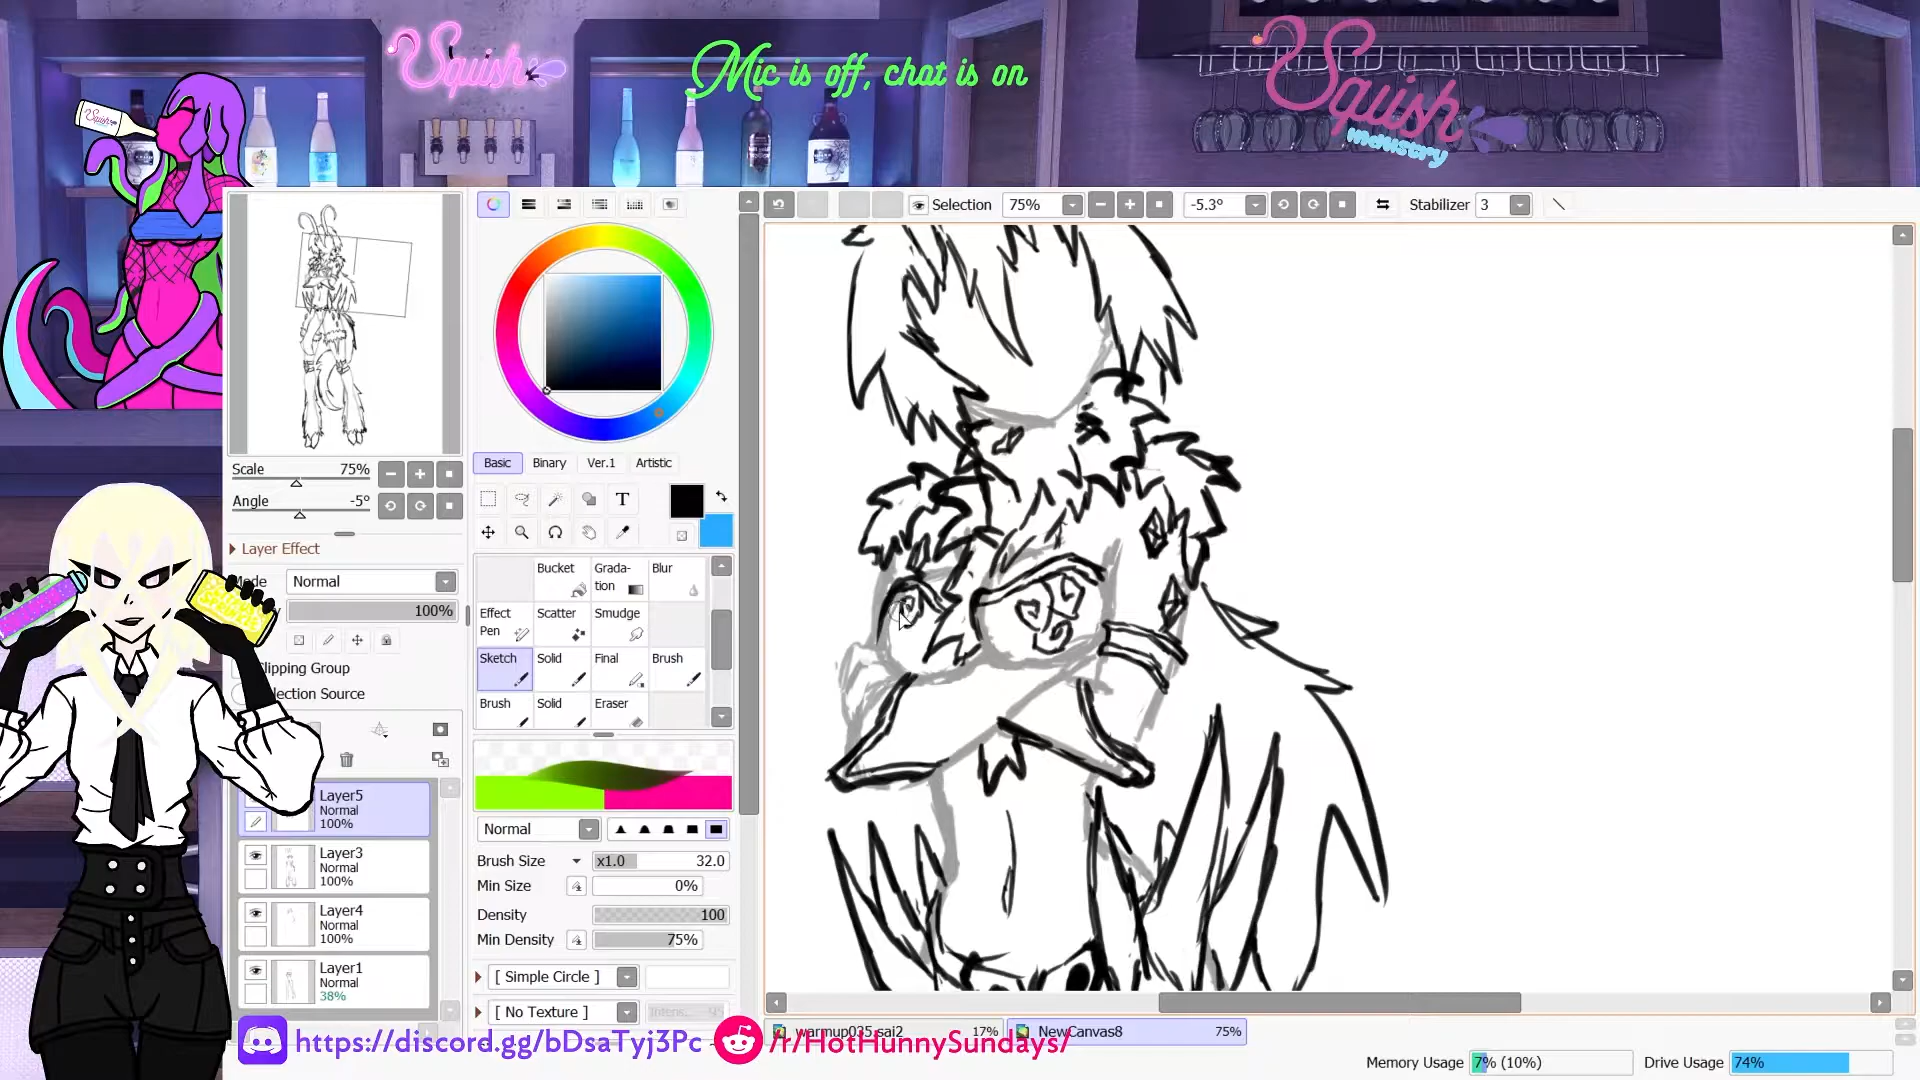 Squish
Mic is off, chat is on
Squish
Industry
Squish
Selection
75%
-5.3°
Stabilizer 3
Scale 75%
Angle -5°
Layer Effect
Normal
100%
Clipping Group
Layer5
Normal
100%
Layer3
Normal
100%
Layer4
Normal
100%
Layer1
Normal
38%
Basic Binary Ver.1 Artistic
T
Bucket Grada-
tion Blur
Effect
Pen Scatter Smudge
Sketch Solid Final Brush
Brush Solid Eraser
Normal
Brush Size x1.0 32.0
Min Size 0%
Density 100
Min Density 75%
[ Simple Circle ]
[ No Texture ]
warmup035.sai2 17% NewCanvas8 75%
https://discord.gg/bDsaTyj3Pc /r/HotHunnySundays/
Memory Usage 7% (10%) Drive Usage 74%